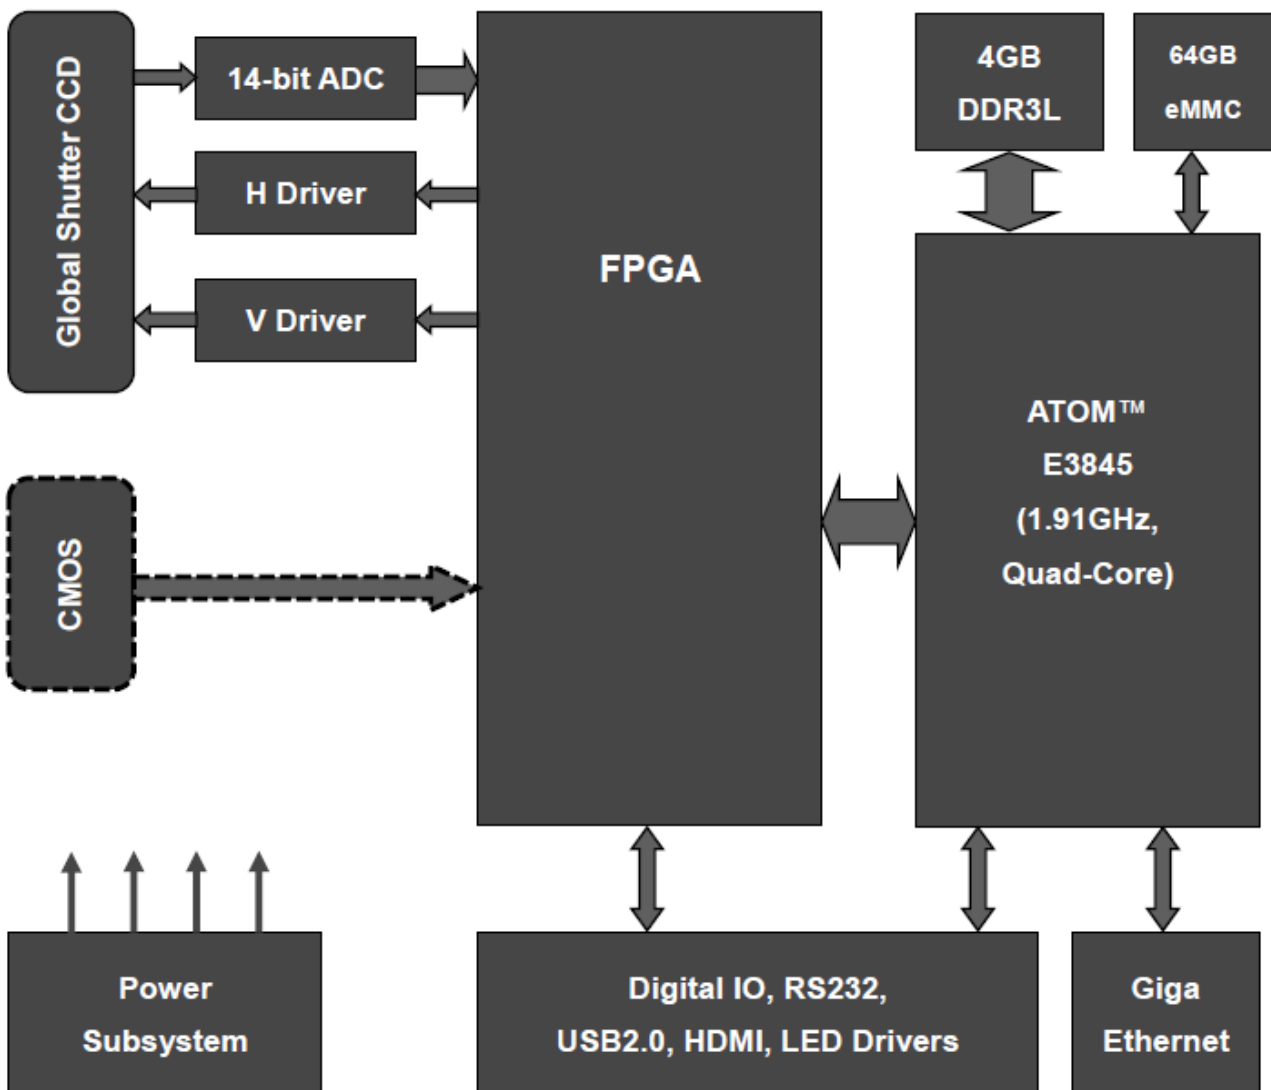 Global Shutter CCD
14-bit ADC
H Driver
V Driver
FPGA
4GB
DDR3L
64GB
eMMC
ATOM™
E3845
(1.91GHz,
Quad-Core)
CMOS
Power
Subsystem
Digital IO, RS232,
USB2.0, HDMI, LED Drivers
Giga
Ethernet